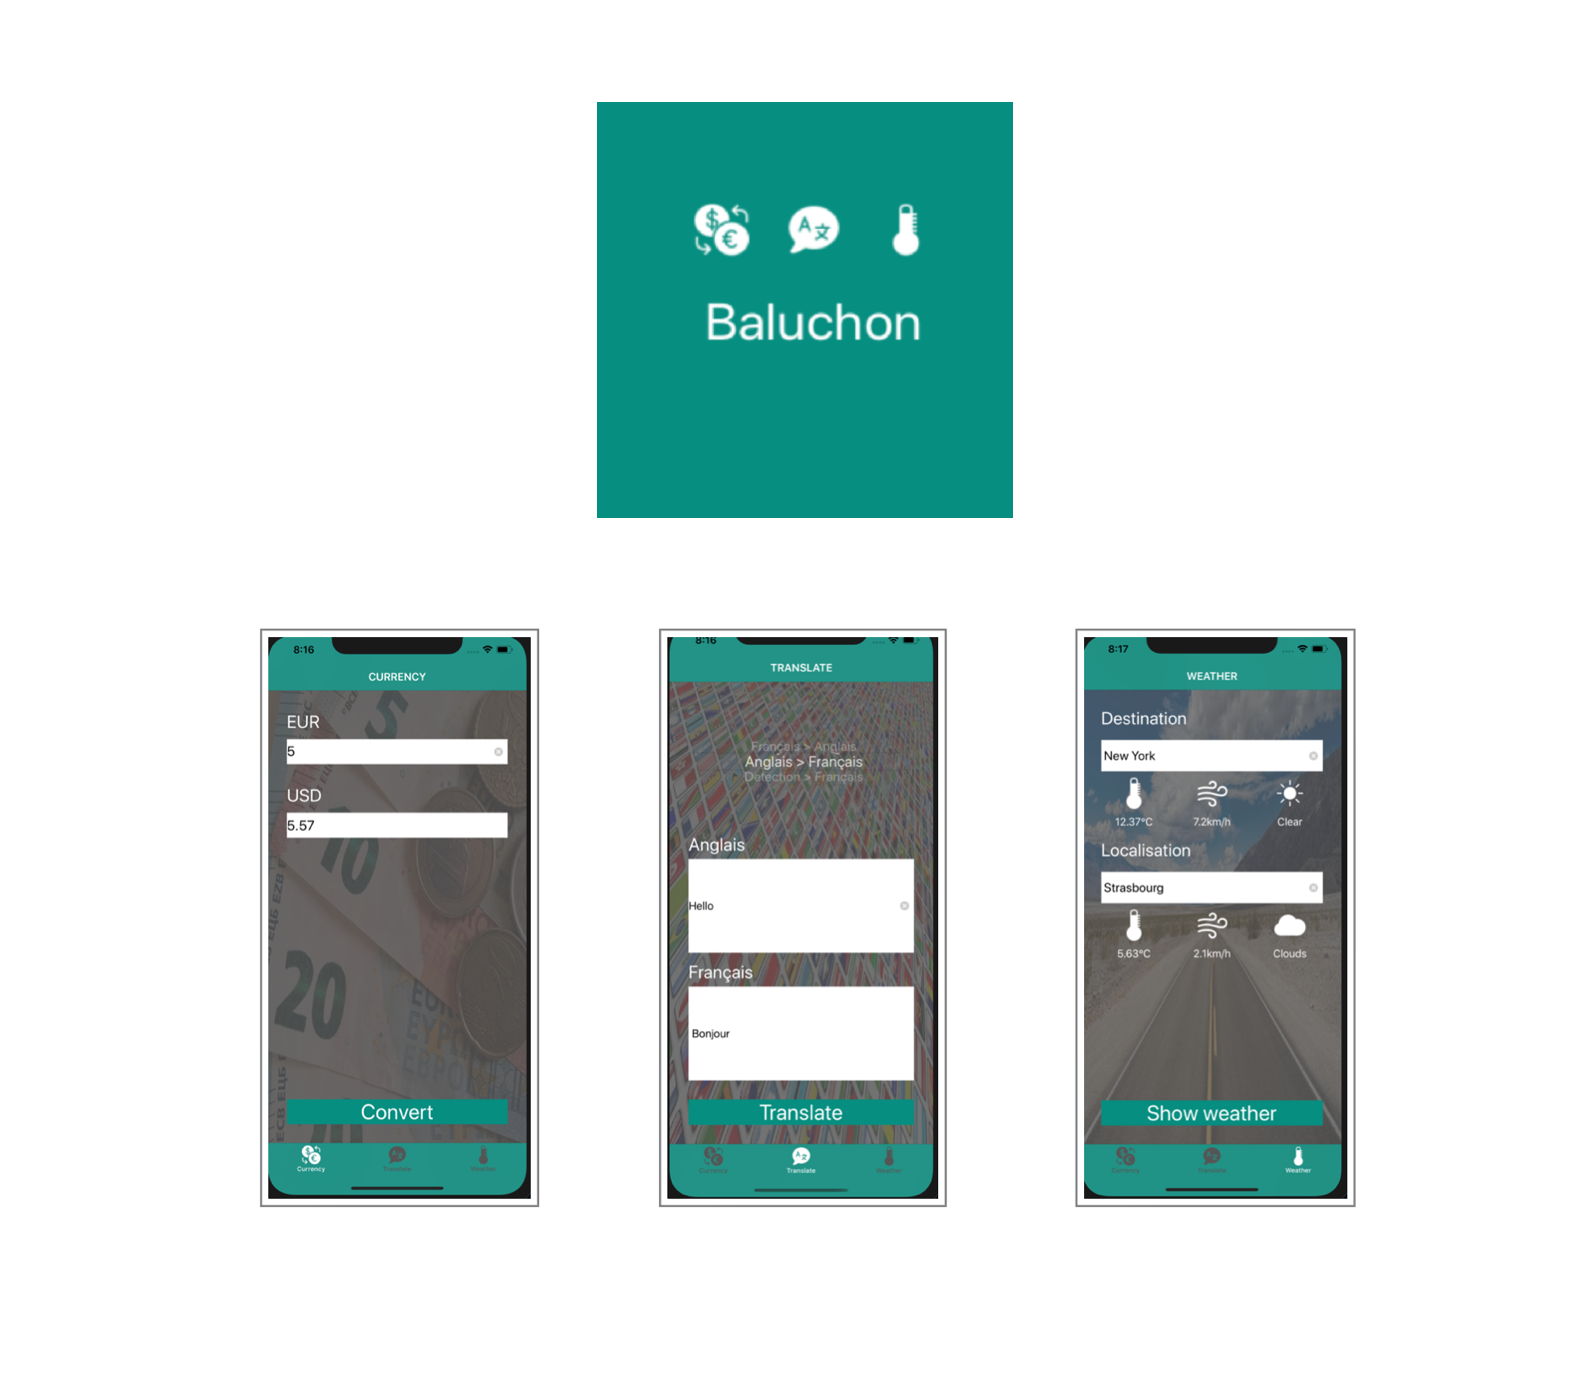 Baluchon
8:16
CURRENCY
EUR
5
USD
5.57
Convert
Currency
Translate
Weather
8:16
TRANSLATE
Français > Anglais
Anglais > Français
Détection > Français
Anglais
Hello
Français
Bonjour
Translate
Currency
Translate
Weather
8:17
WEATHER
Destination
New York
12.37°C
7.2km/h
Clear
Localisation
Strasbourg
5.63°C
2.1km/h
Clouds
Show weather
Currency
Translate
Weather